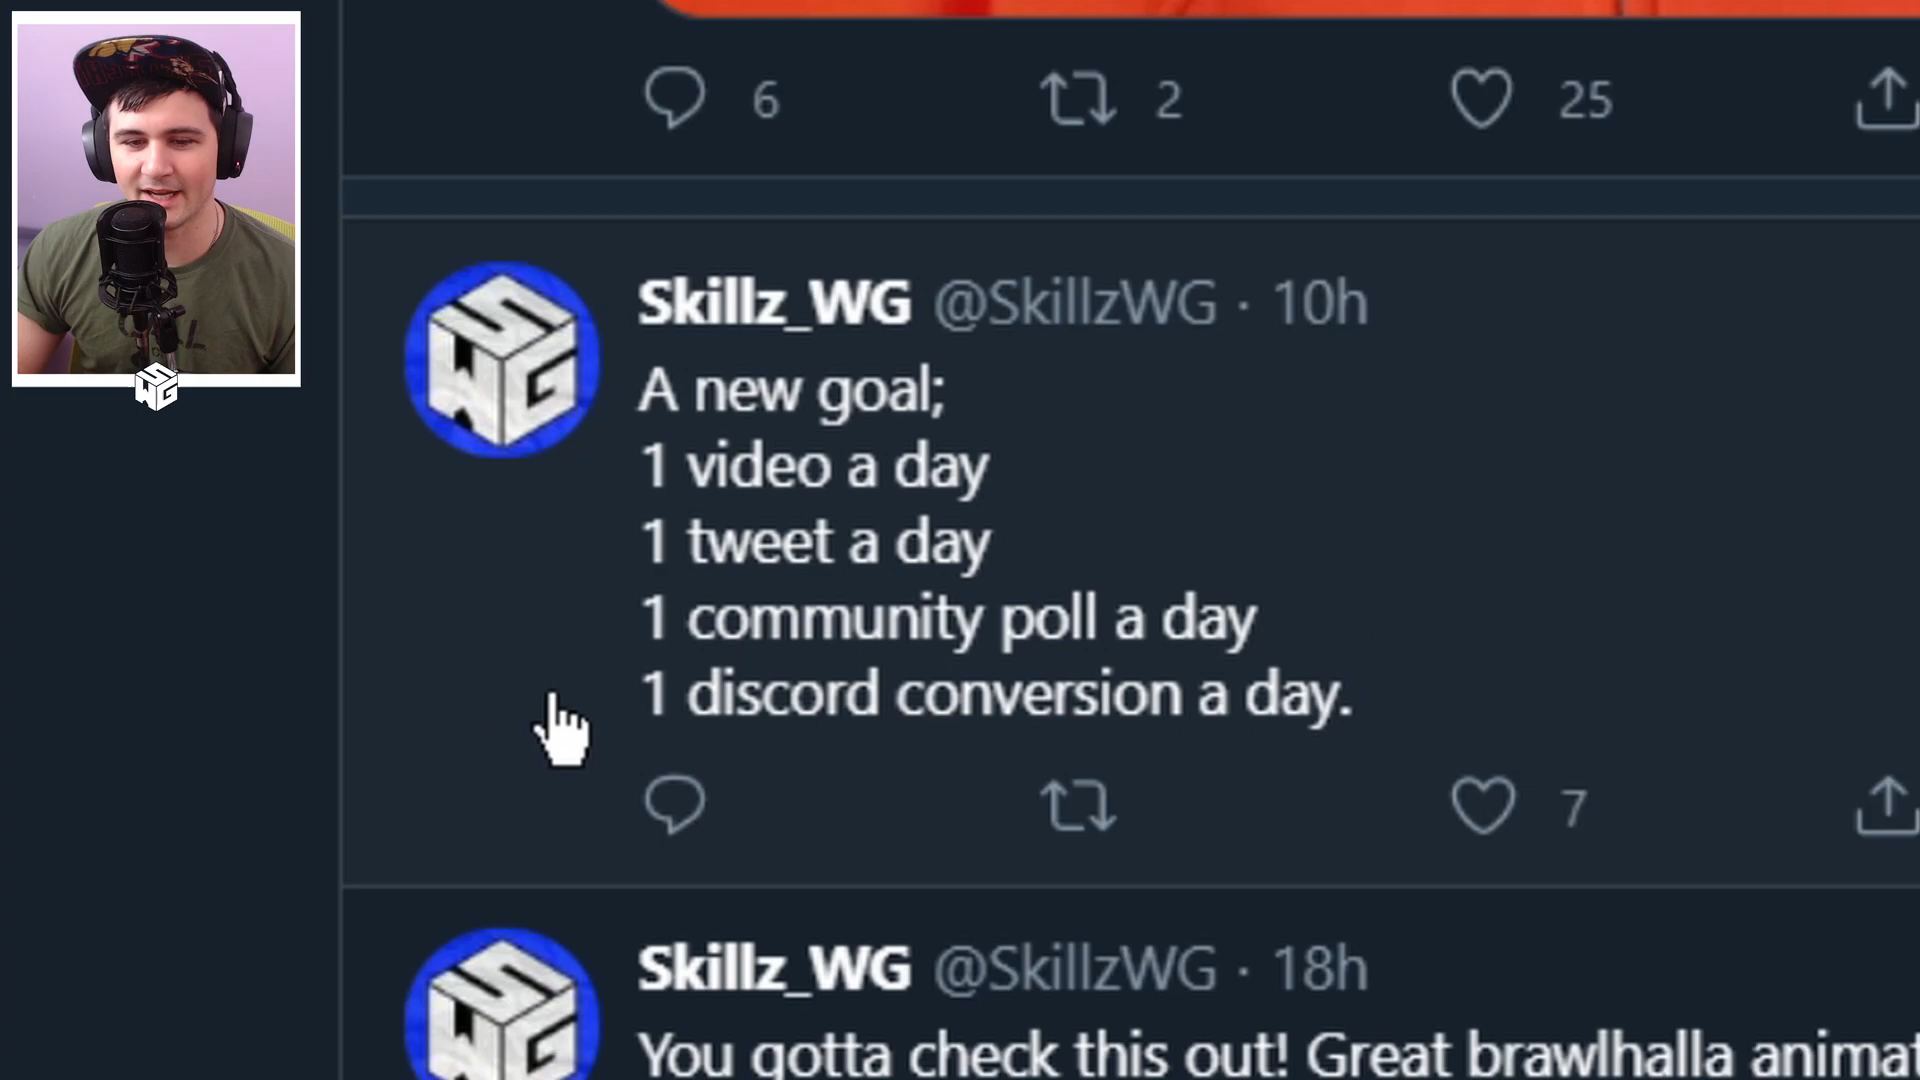 6 2 25
Skillz_WG @SkillzWG · 10h
A new goal;
1 video a day
1 tweet a day
1 community poll a day
1 discord conversion a day.
7
Skillz_WG @SkillzWG · 18h
You gotta check this out! Great brawlhalla animat
S
W G